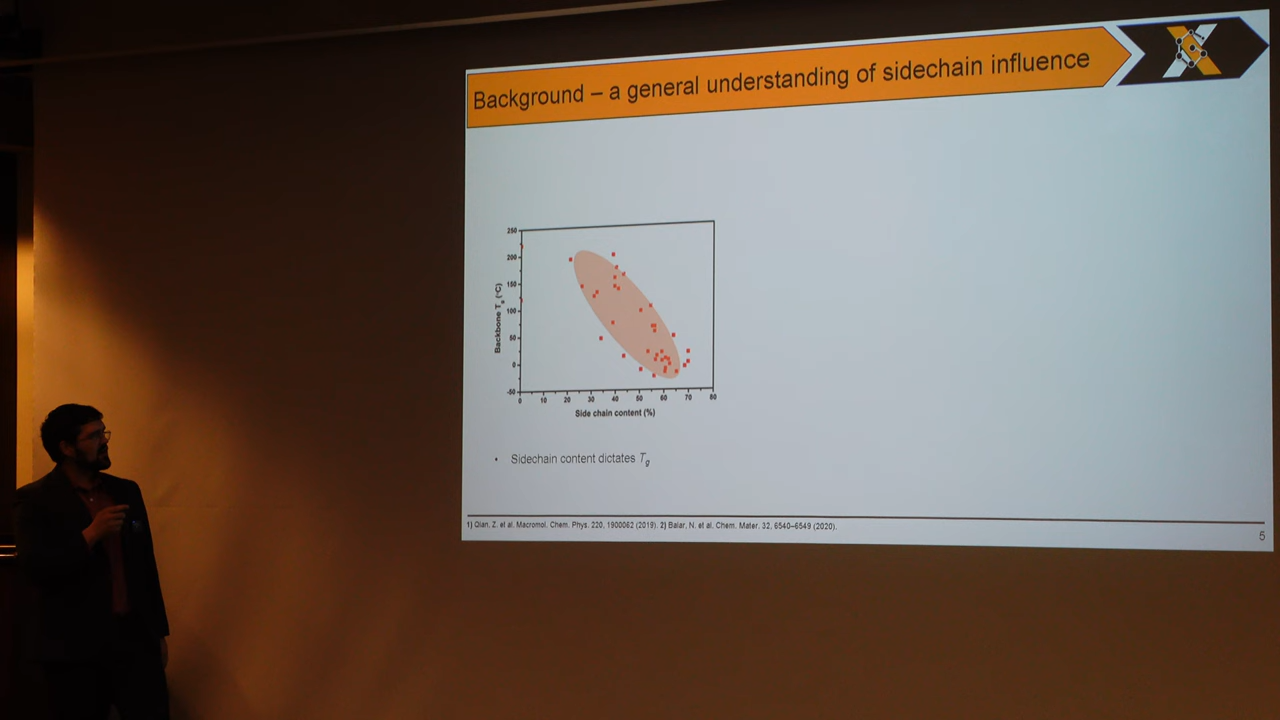 Background – a general understanding of sidechain influence
250
200
150
100
50
0
-50
Backbone Tg (°C)
0 10 20 30 40 50 60 70 80
Side chain content (%)
• Sidechain content dictates Tg
1) Qian, Z. et al. Macromol. Chem. Phys. 220, 1900062 (2019). 2) Balar, N. et al. Chem. Mater. 32, 6540–6549 (2020).
5